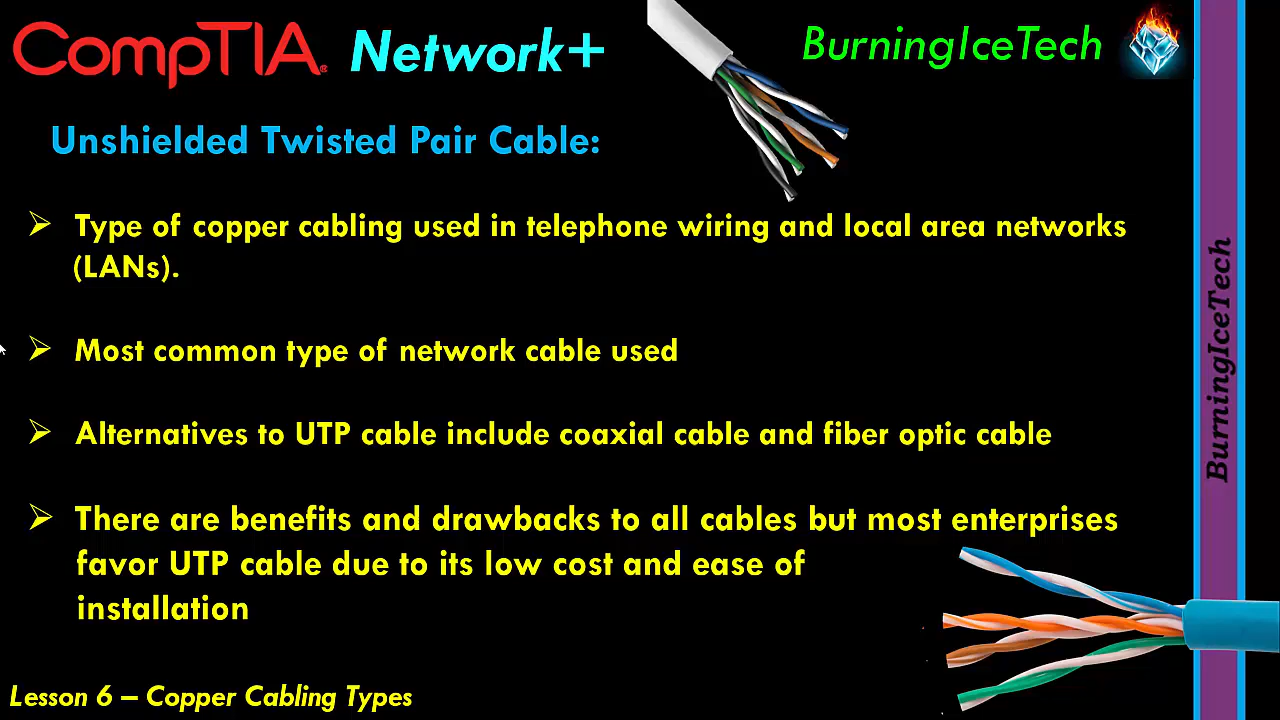 CompTIA® Network+
BurningIceTech
Unshielded Twisted Pair Cable:
Type of copper cabling used in telephone wiring and local area networks
(LANs).
Most common type of network cable used
Alternatives to UTP cable include coaxial cable and fiber optic cable
There are benefits and drawbacks to all cables but most enterprises
favor UTP cable due to its low cost and ease of
installation
BurningIceTech
Lesson 6 – Copper Cabling Types